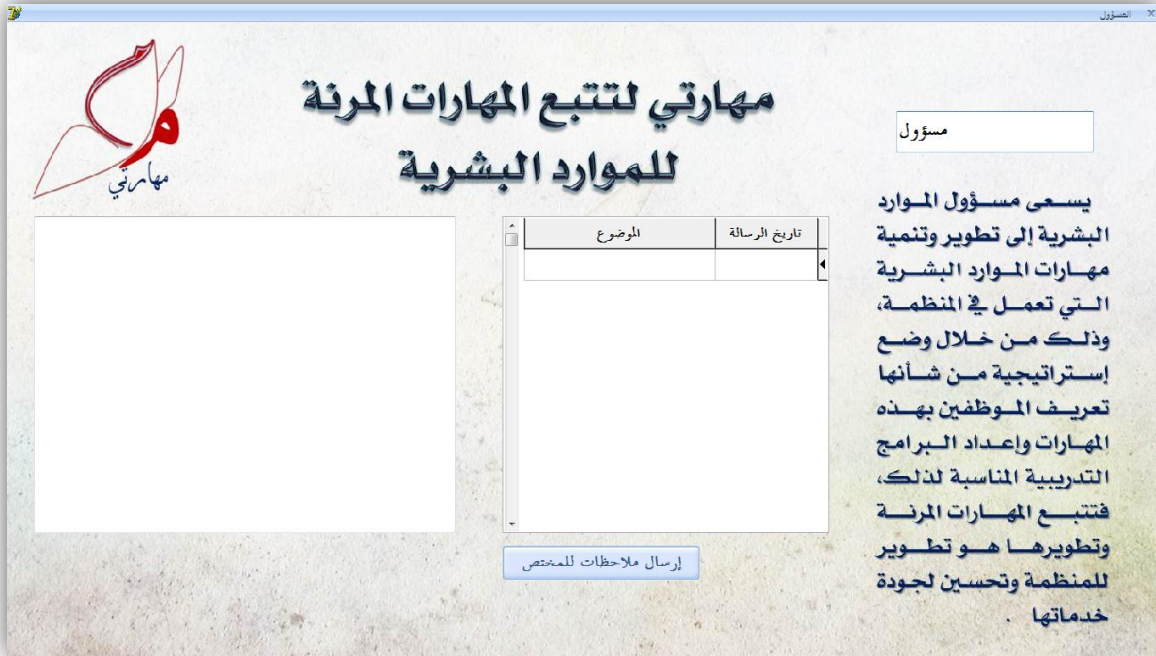 المسؤول
مهارتي لتتبع المهارات المرنة
للموارد البشرية
مهارتي
مسؤول
يسعى مسؤول الموارد
البشرية إلى تطوير وتنمية
مهارات الموارد البشرية
التي تعمل في المنظمة،
وذلك من خلال وضع
إستراتيجية من شأنها
تعريف الموظفين بهذه
المهارات وإعداد البرامج
التدريبية المناسبة لذلك،
فتتبع المهارات المرنة
وتطويرها هو تطوير
للمنظمة وتحسين لجودة
خدماتها .
تاريخ الرسالة الموضوع
إرسال ملاحظات للمختص